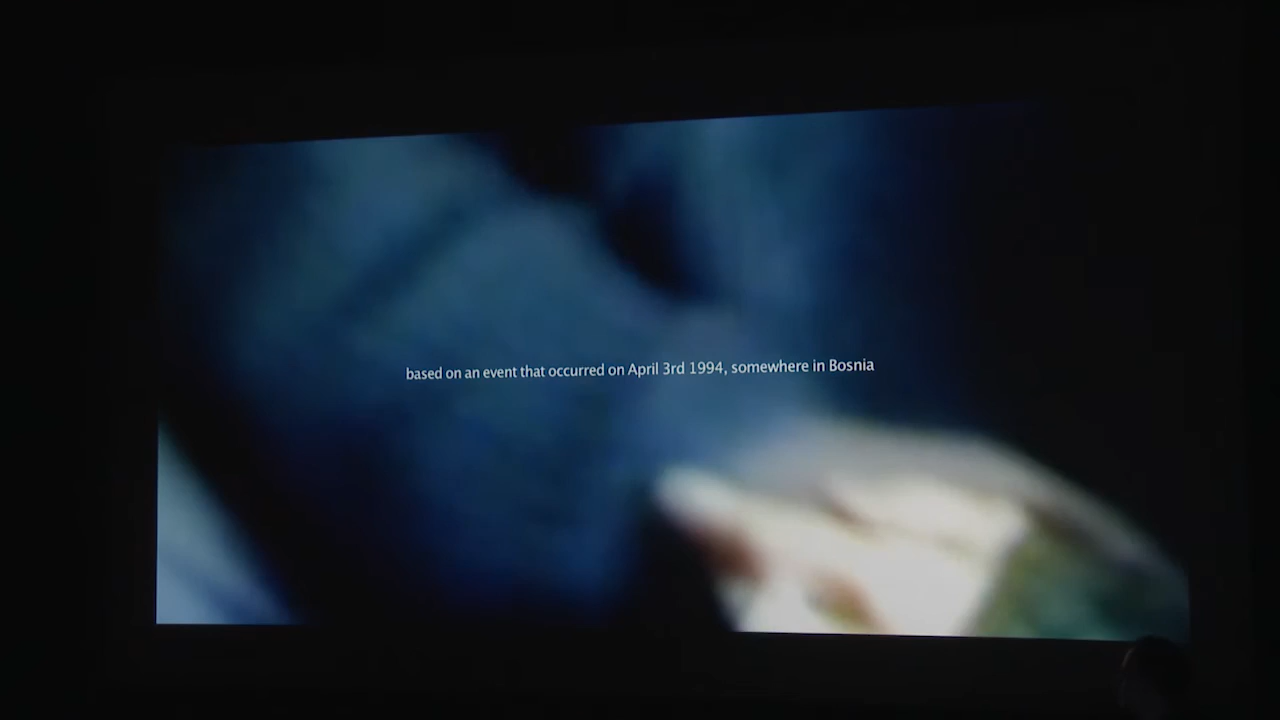 based on an event that occurred on April 3rd 1994, somewhere in Bosnia